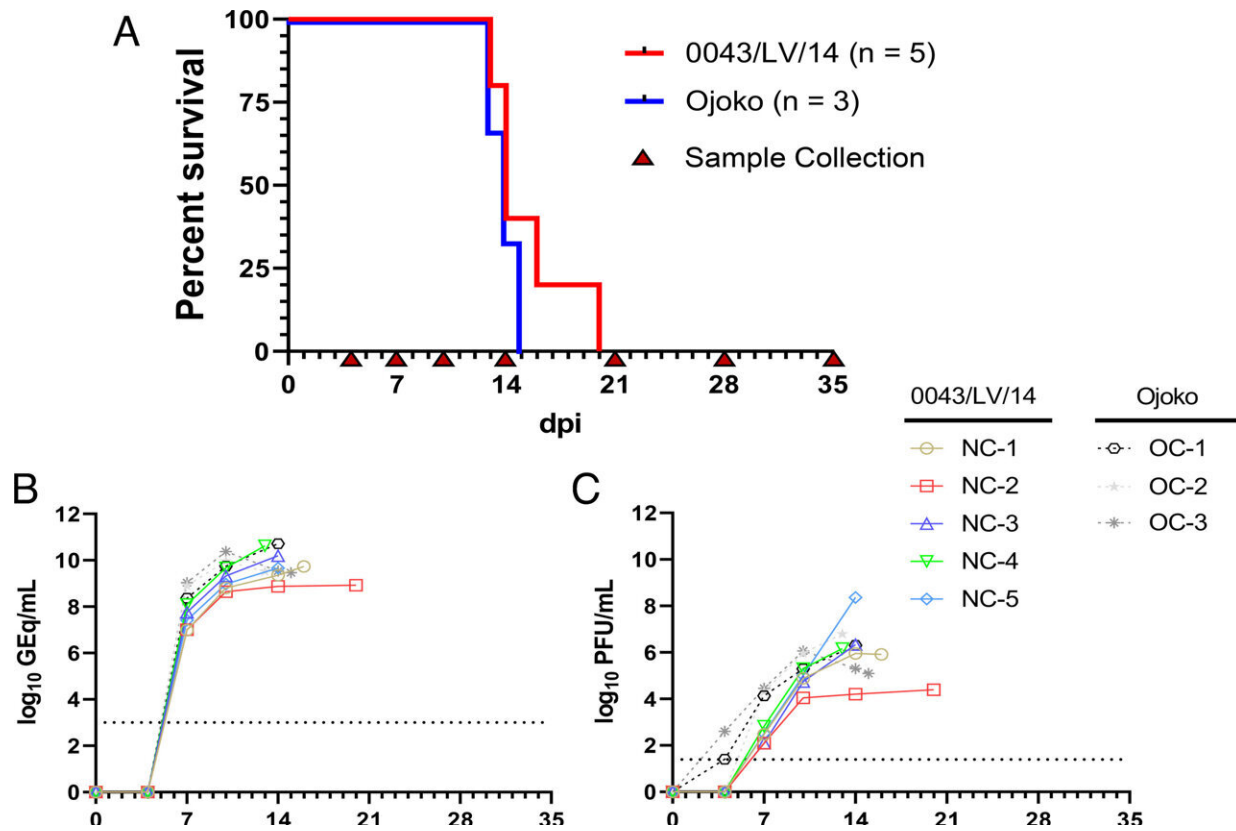 A
Percent survival
100
75
50
25
0
0 7 14 21 28 35
dpi
0043/LV/14 (n = 5)
Ojoko (n = 3)
Sample Collection
0043/LV/14 Ojoko
NC-1 OC-1
NC-2 OC-2
NC-3 OC-3
NC-4
NC-5
B
log10 GEq/mL
12
10
8
6
4
2
0
0 7 14 21 28 35
C
log10 PFU/mL
12
10
8
6
4
2
0
0 7 14 21 28 35